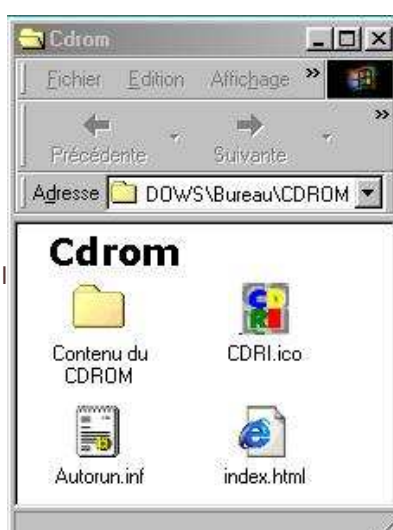 Cdrom
Fichier Edition Affichage »
»
Précédente Suivante
Adresse DOWS\Bureau\CDROM
Cdrom
Contenu du CDRI.ico
CDROM
Autorun.inf index.html